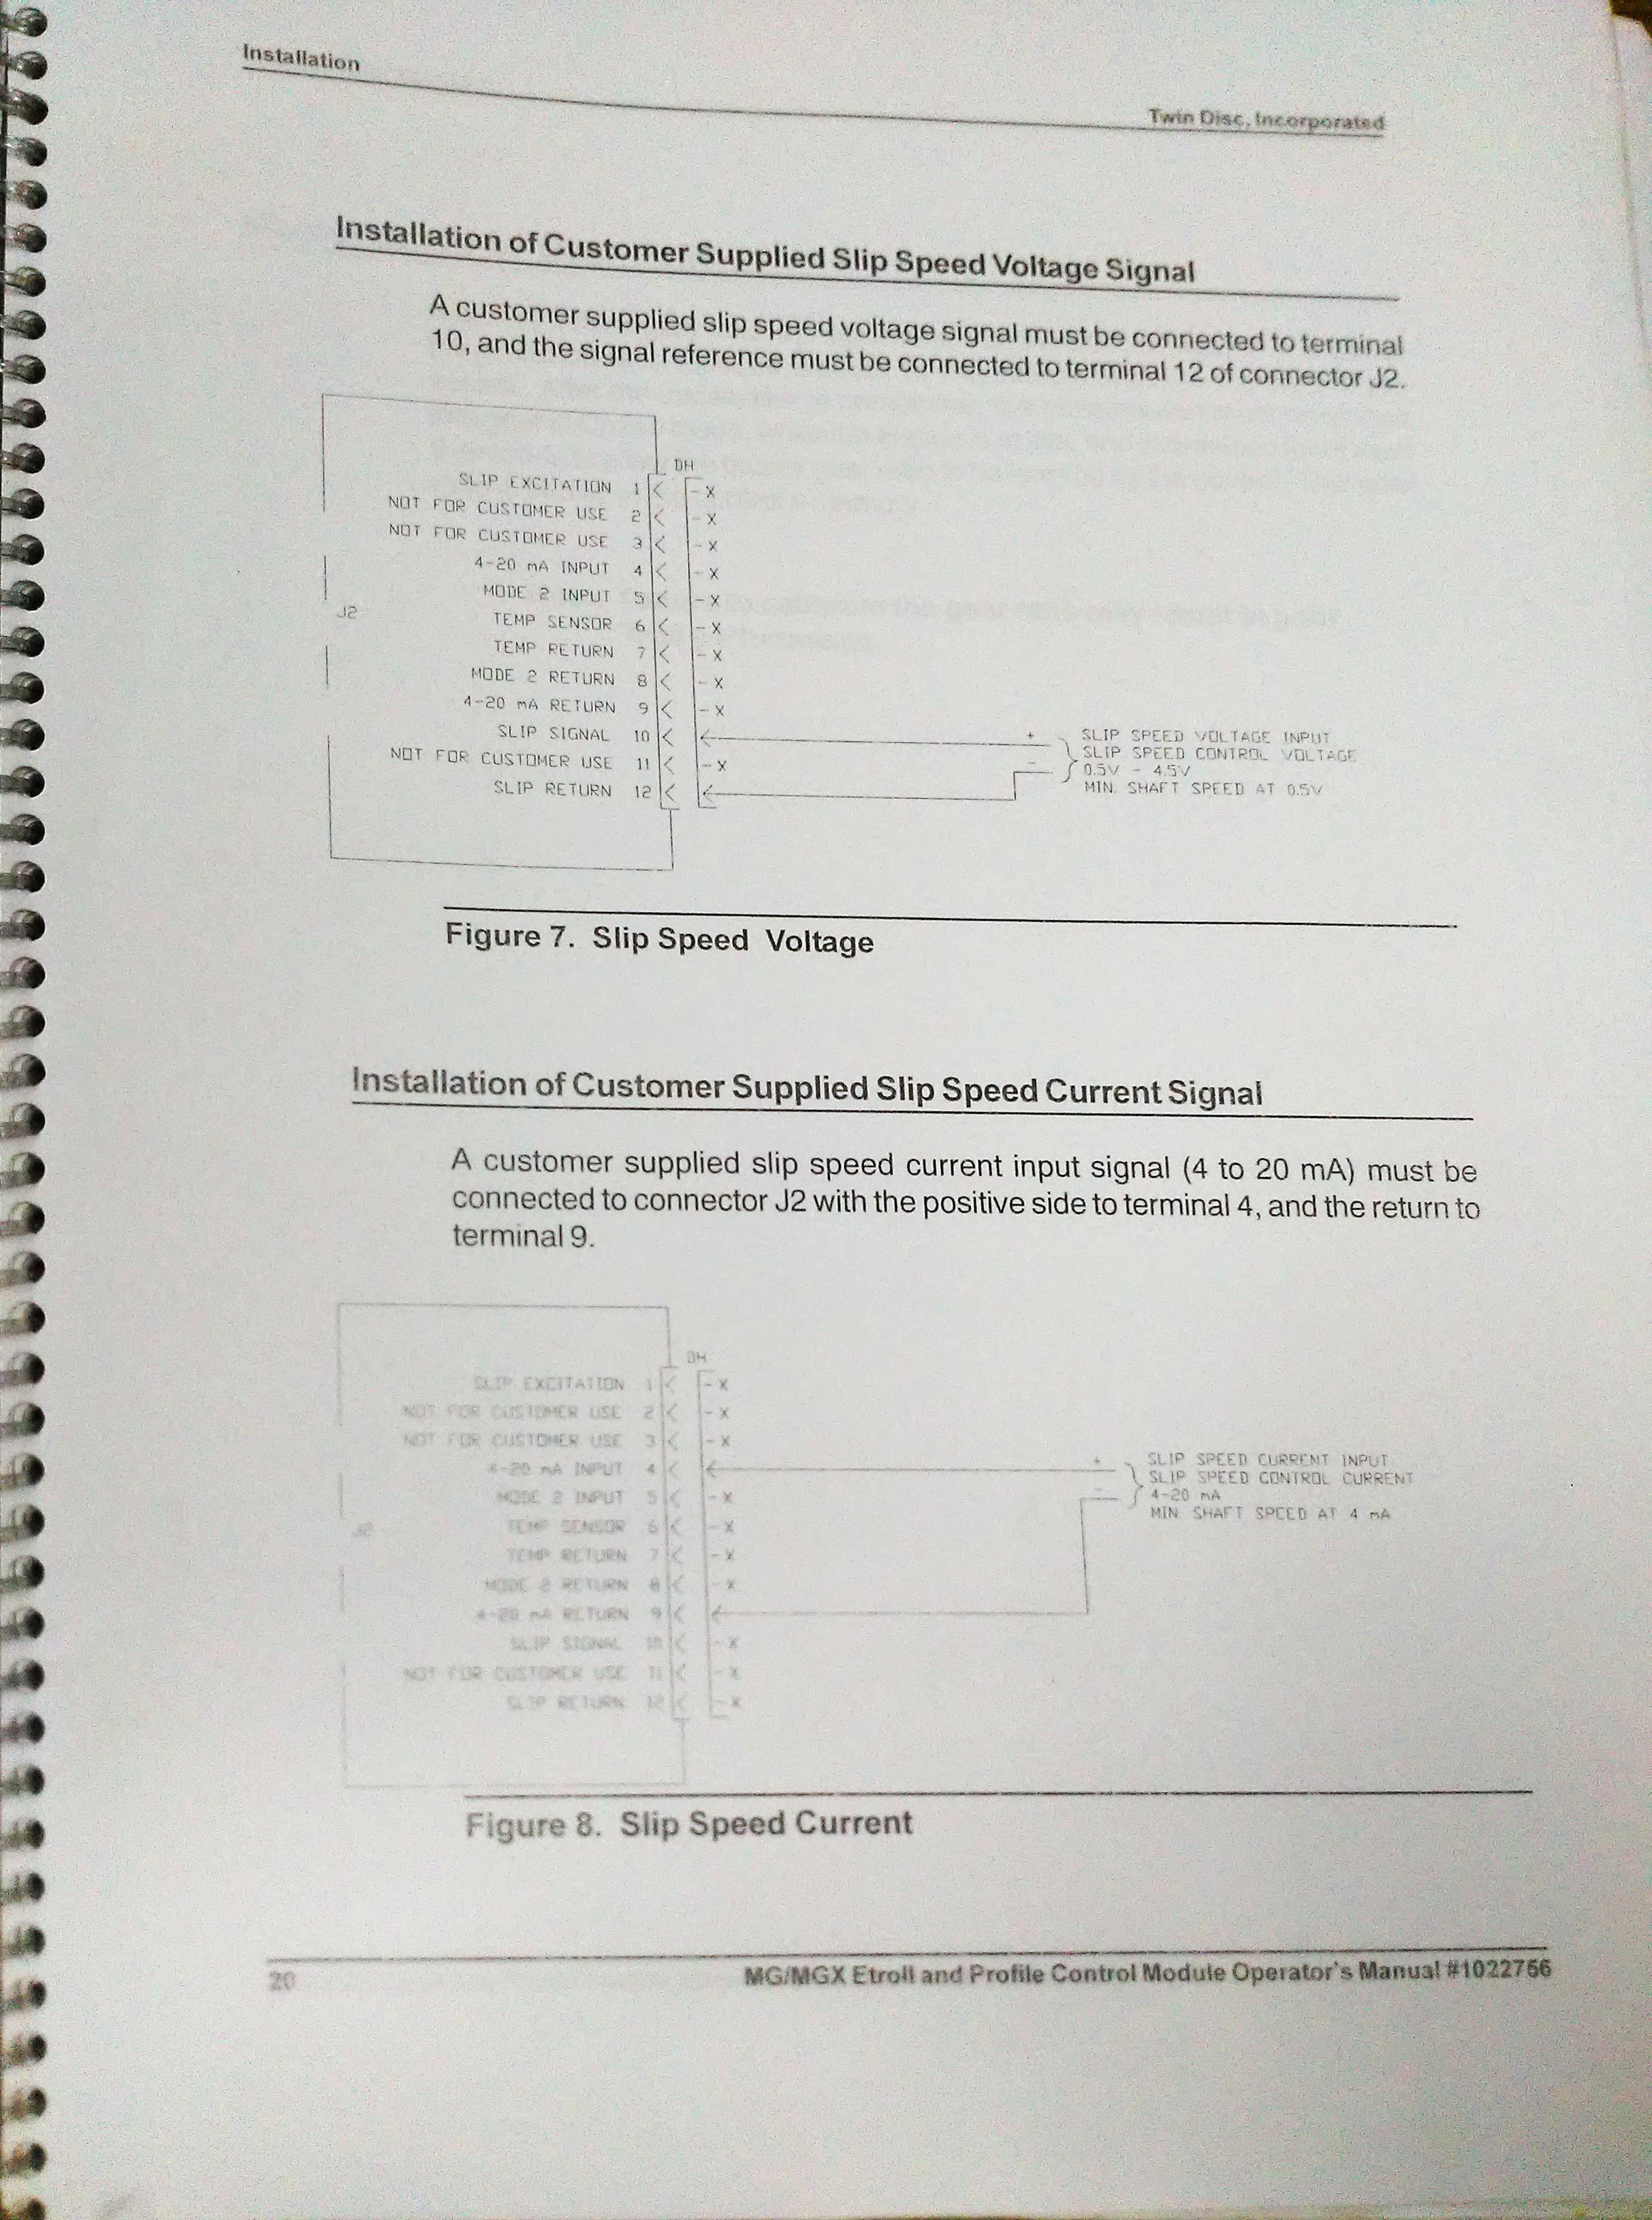 Installation
Twin Disc, Incorporated
Installation of Customer Supplied Slip Speed Voltage Signal
A customer supplied slip speed voltage signal must be connected to terminal
10, and the signal reference must be connected to terminal 12 of connector J2.
DH
SLIP EXCITATION 1 X
NOT FOR CUSTOMER USE 2 X
NOT FOR CUSTOMER USE 3 X
4-20 mA INPUT 4 X
MODE 2 INPUT 5 X
J2
TEMP SENSOR 6 X
TEMP RETURN 7 X
MODE 2 RETURN 8 X
4-20 mA RETURN 9 X
SLIP SIGNAL 10
NOT FOR CUSTOMER USE 11 X
SLIP RETURN 12
+ SLIP SPEED VOLTAGE INPUT
SLIP SPEED CONTROL VOLTAGE
- 0.5V - 4.5V
MIN. SHAFT SPEED AT 0.5V
Figure 7. Slip Speed Voltage
Installation of Customer Supplied Slip Speed Current Signal
A customer supplied slip speed current input signal (4 to 20 mA) must be
connected to connector J2 with the positive side to terminal 4, and the return to
terminal 9.
DH
SLIP EXCITATION 1 X
NOT FOR CUSTOMER USE 2 X
NOT FOR CUSTOMER USE 3 X
4-20 mA INPUT 4
MODE 2 INPUT 5 X
J2
TEMP SENSOR 6 X
TEMP RETURN 7 X
MODE 2 RETURN 8 X
4-20 mA RETURN 9
SLIP SIGNAL 10 X
NOT FOR CUSTOMER USE 11 X
SLIP RETURN 12 X
+ SLIP SPEED CURRENT INPUT
SLIP SPEED CONTROL CURRENT
- 4-20 mA
MIN. SHAFT SPEED AT 4 mA
Figure 8. Slip Speed Current
20
MG/MGX Etroll and Profile Control Module Operator's Manual #1022756